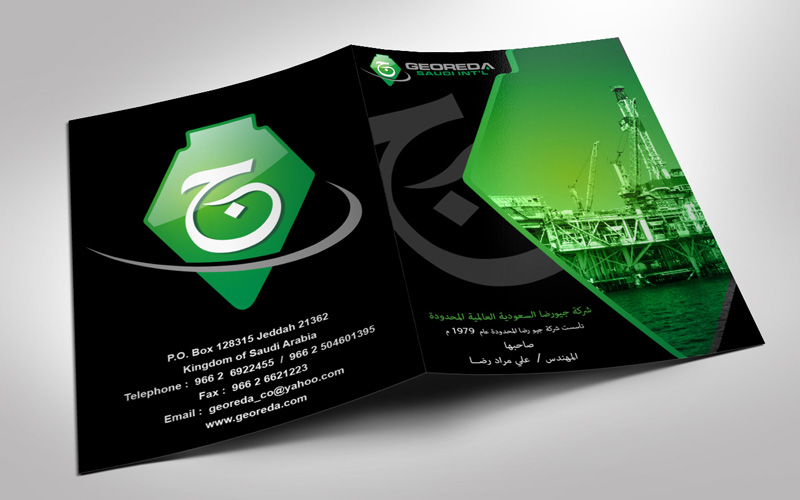 GEOREDA
SAUDI INT'L
شركة جيورضا السعودية العالمية المحدودة
تأسست شركة جيو رضا المحدودة عام 1979 م
صاحبها
المهندس / علي مراد رضا
ج
P.O. Box 128315 Jeddah 21362
Kingdom of Saudi Arabia
Telephone : 966 2 6922455 / 966 2 504601395
Fax : 966 2 6621223
Email : georeda_co@yahoo.com
www.georeda.com